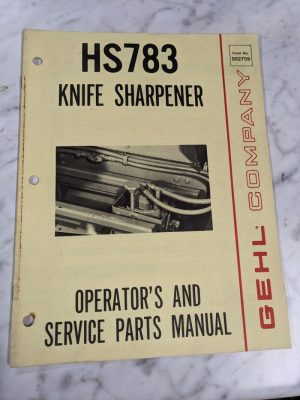 HS783
KNIFE SHARPENER
Form No.
902759
GEHL COMPANY
OPERATOR'S AND
SERVICE PARTS MANUAL